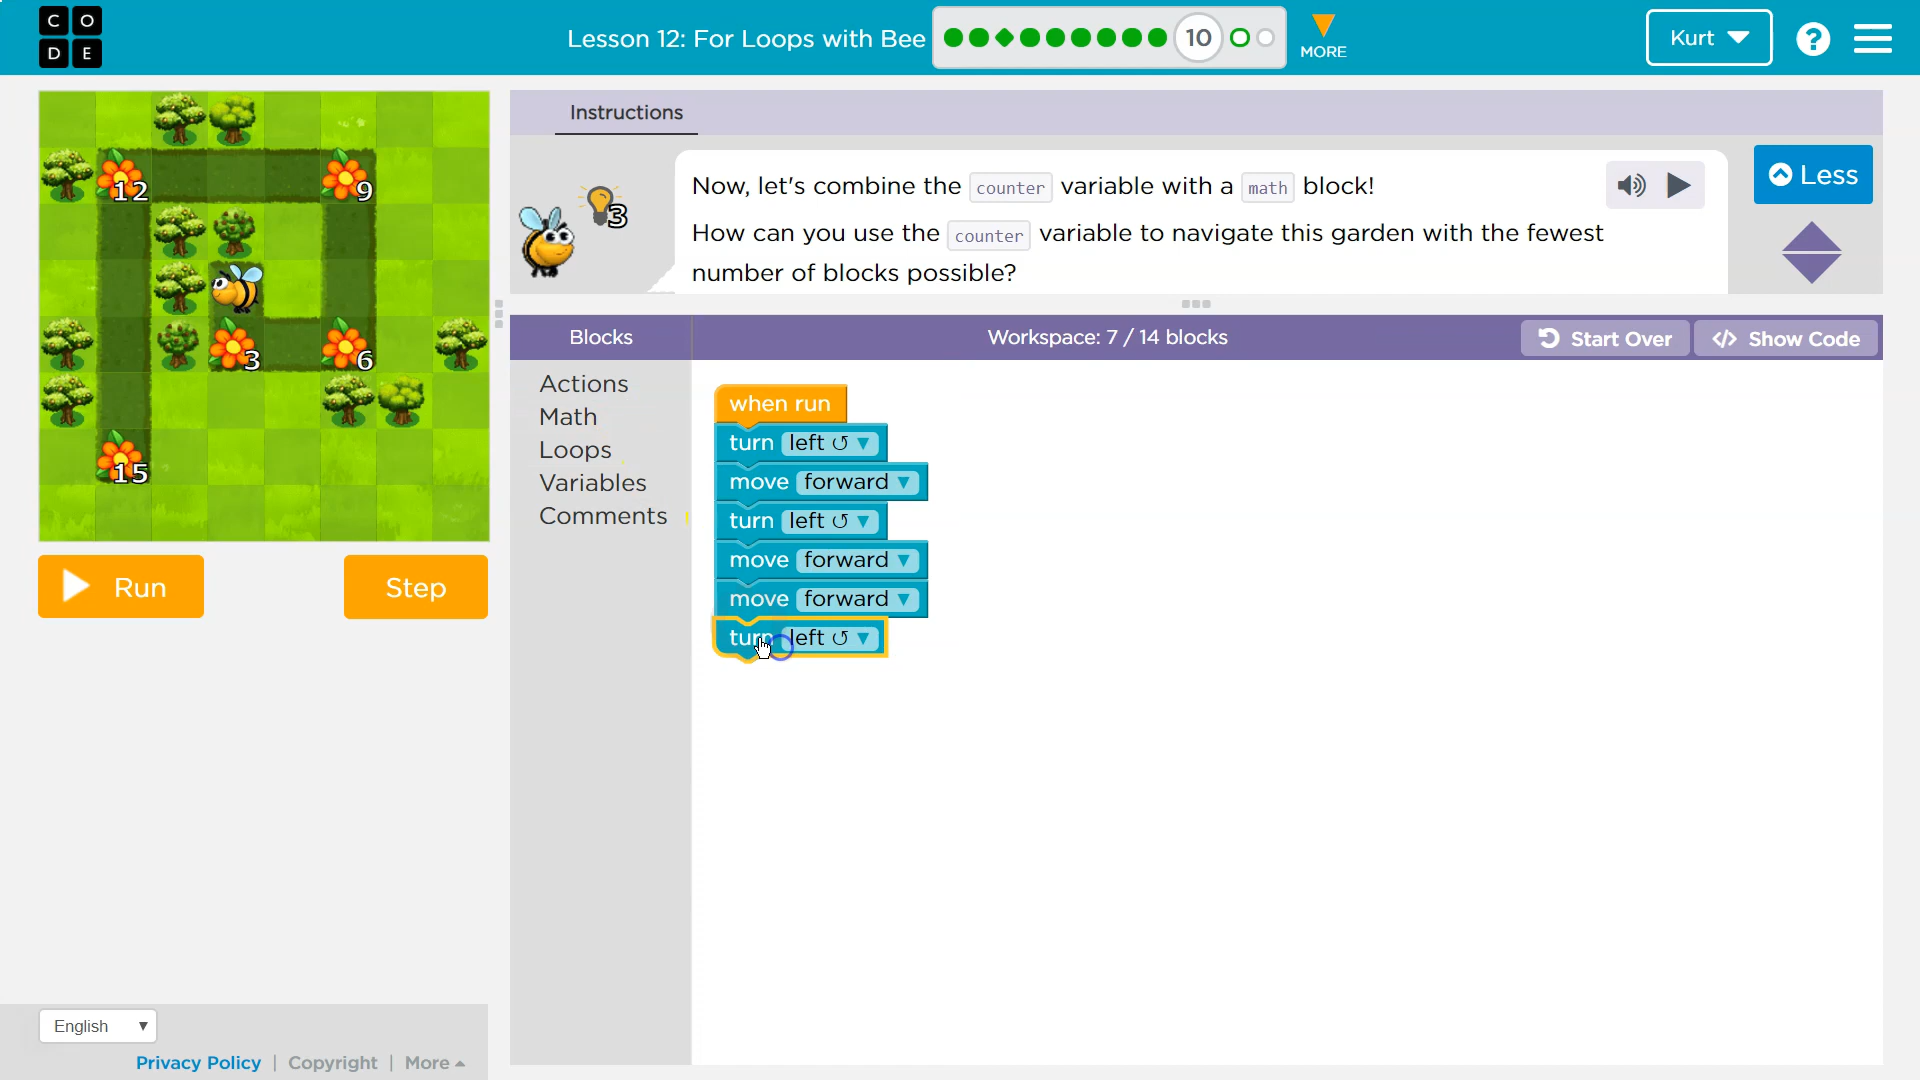 C O
D E
Lesson 12: For Loops with Bee
10
MORE
Kurt
?
12
9
3
6
15
Run
Step
Instructions
3
Now, let's combine the counter variable with a math block!
How can you use the counter variable to navigate this garden with the fewest
number of blocks possible?
Less
Blocks
Workspace: 7 / 14 blocks
Start Over
</> Show Code
Actions
Math
Loops
Variables
Comments
when run
turn left ↺ ▼
move forward ▼
turn left ↺ ▼
move forward ▼
move forward ▼
turn left ↺ ▼
English
Privacy Policy | Copyright | More